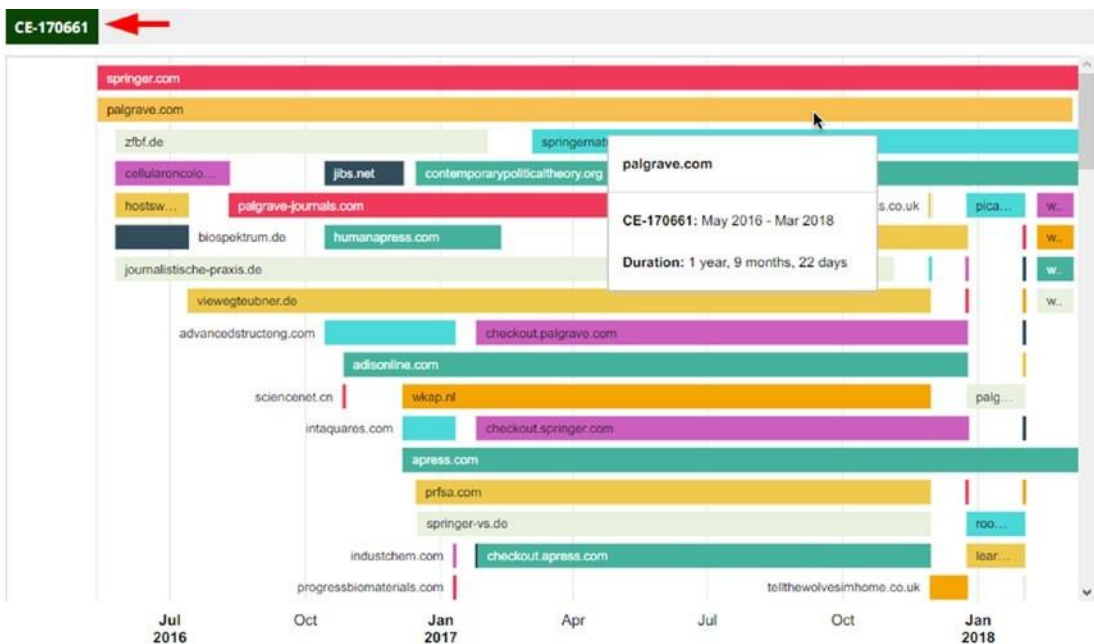 CE-170661
springer.com
palgrave.com
zfbf.de
springernat
cellularoncolo...
jibs.net
contemporarypoliticaltheory.org
hostsw...
palgrave-journals.com
s.co.uk
pica...
w..
biospektrum.de
humanapress.com
w..
journalistische-praxis.de
w..
viewegteubner.de
w...
advancedstructeng.com
checkout.palgrave.com
adisonline.com
sciencenet.cn
wkap.nl
palg...
intaquares.com
checkout.springer.com
apress.com
prfsa.com
springer-vs.de
roo...
industchem.com
checkout.apress.com
lear...
progressbiomaterials.com
tellthewolvesimhome.co.uk
palgrave.com
CE-170661: May 2016 - Mar 2018
Duration: 1 year, 9 months, 22 days
Jul Oct Jan Apr Jul Oct Jan
2016 2017 2018